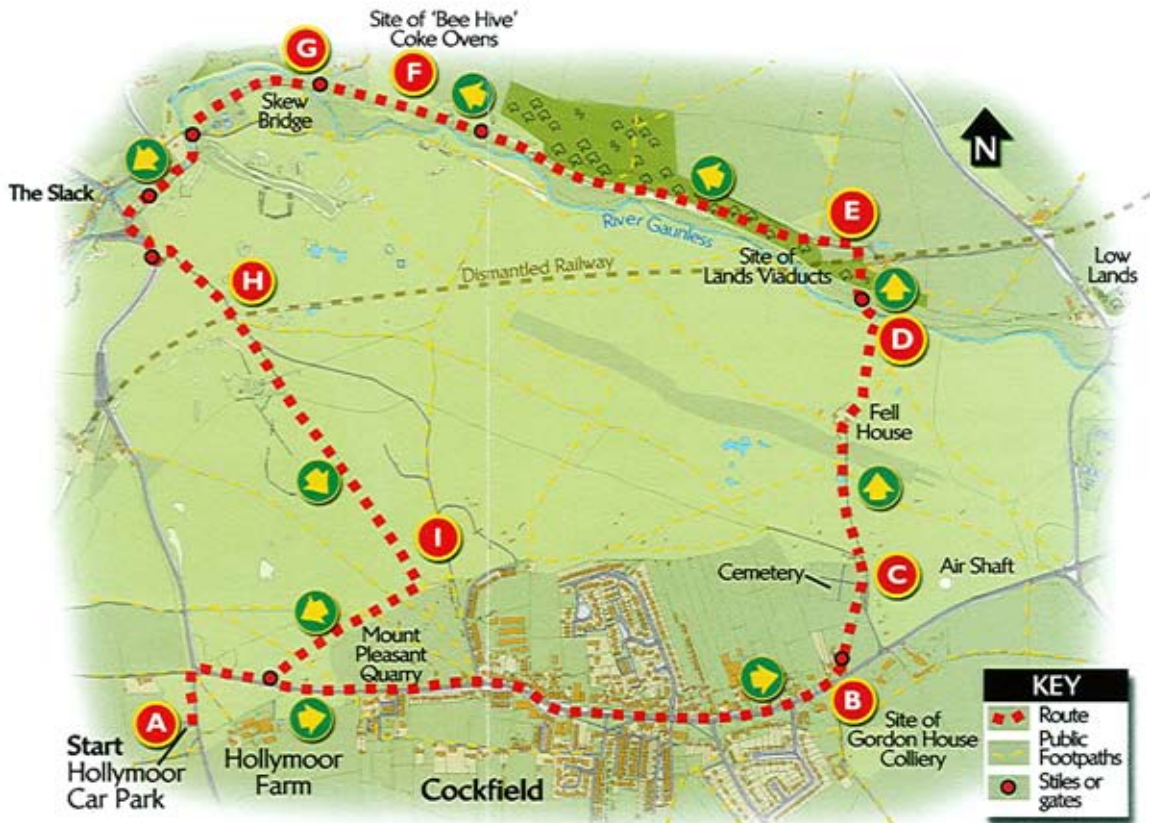 Site of 'Bee Hive'
Coke Ovens
G
F
Skew
Bridge
N
The Slack
E
River Gaunless
Site of
Lands Viaducts
Low
Lands
Dismantled Railway
H
D
Fell
House
I
Cemetery
C
Air Shaft
Mount
Pleasant
Quarry
A
Start
Hollymoor
Car Park
Hollymoor
Farm
Cockfield
B
Site of
Gordon House
Colliery
KEY
Route
Public
Footpaths
Stiles or
gates